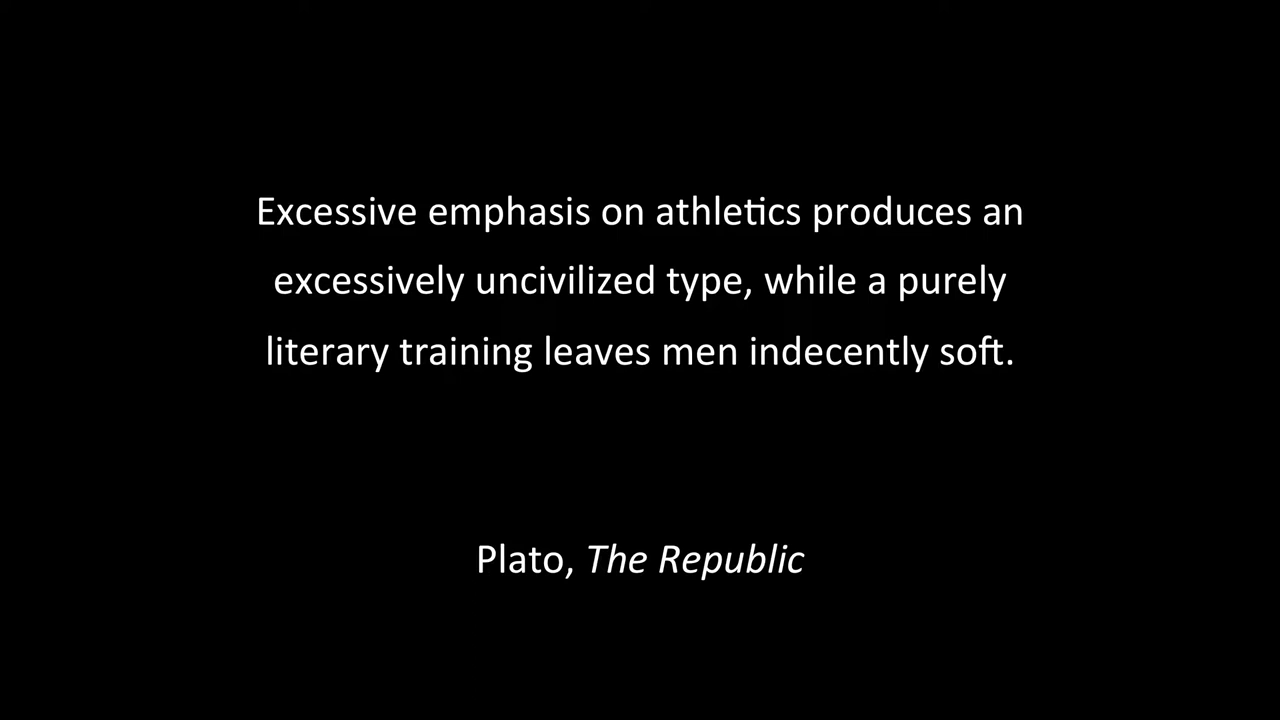 Excessive emphasis on athletics produces an
excessively uncivilized type, while a purely
literary training leaves men indecently soft.
Plato, The Republic